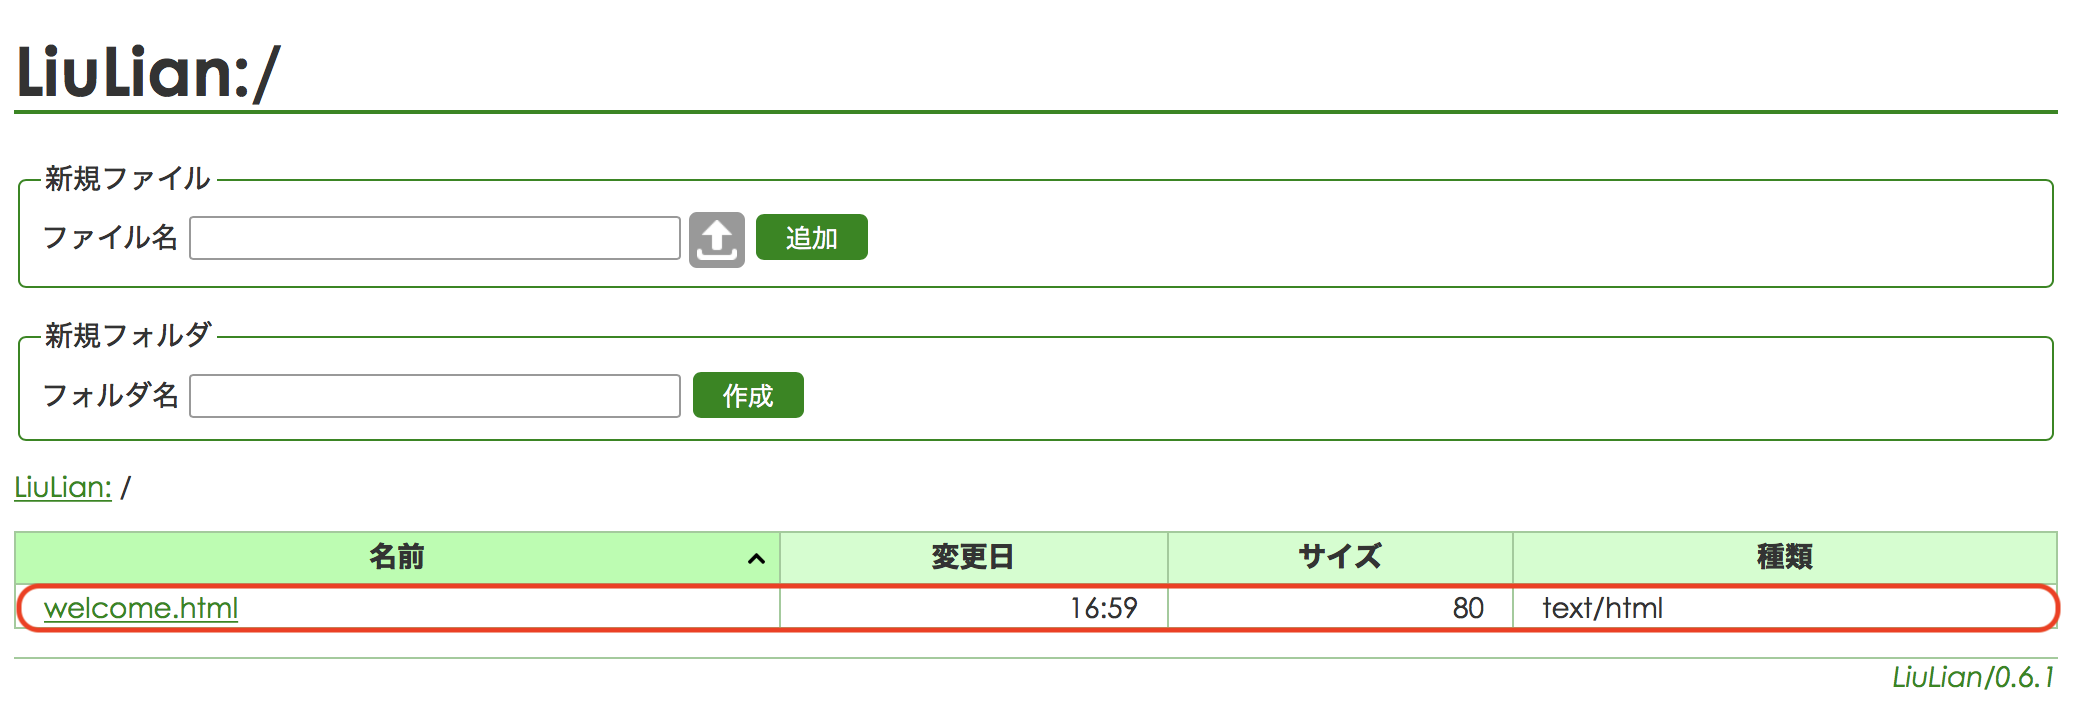 LiuLian:/
新規ファイル
ファイル名 追加
新規フォルダ
フォルダ名 作成
LiuLian: /
名前 変更日 サイズ 種類
welcome.html 16:59 80 text/html
LiuLian/0.6.1